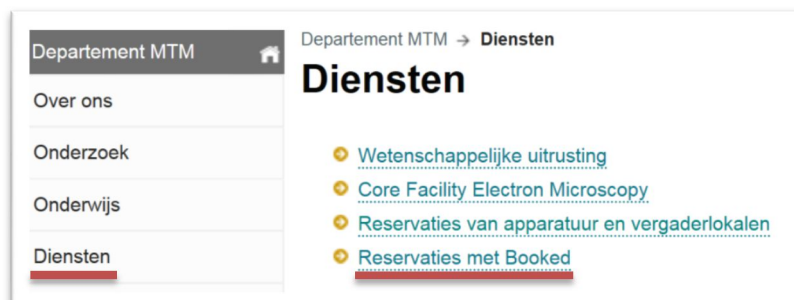 Departement MTM
Over ons
Onderzoek
Onderwijs
Diensten
Departement MTM → Diensten
Diensten
Wetenschappelijke uitrusting
Core Facility Electron Microscopy
Reservaties van apparatuur en vergaderlokalen
Reservaties met Booked